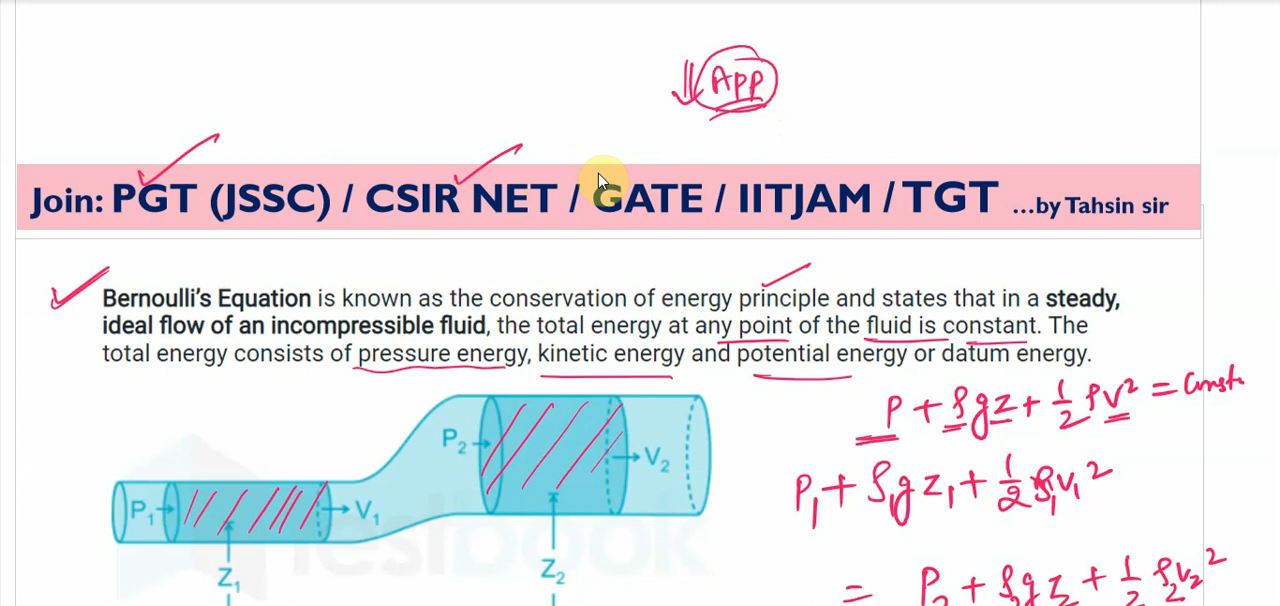 App
Join: PGT (JSSC) / CSIR NET / GATE / IITJAM / TGT ...by Tahsin sir
Bernoulli's Equation is known as the conservation of energy principle and states that in a steady,
ideal flow of an incompressible fluid, the total energy at any point of the fluid is constant. The
total energy consists of pressure energy, kinetic energy and potential energy or datum energy.
P + ρgz + 1/2 ρv² = Const.
P₁ + ρ₁gz₁ + 1/2 ρ₁v₁²
= P₂ + ρ₂gz₂ + 1/2 ρ₂v₂²
P₂
V₂
P₁
V₁
testbook
Z₁
Z₂